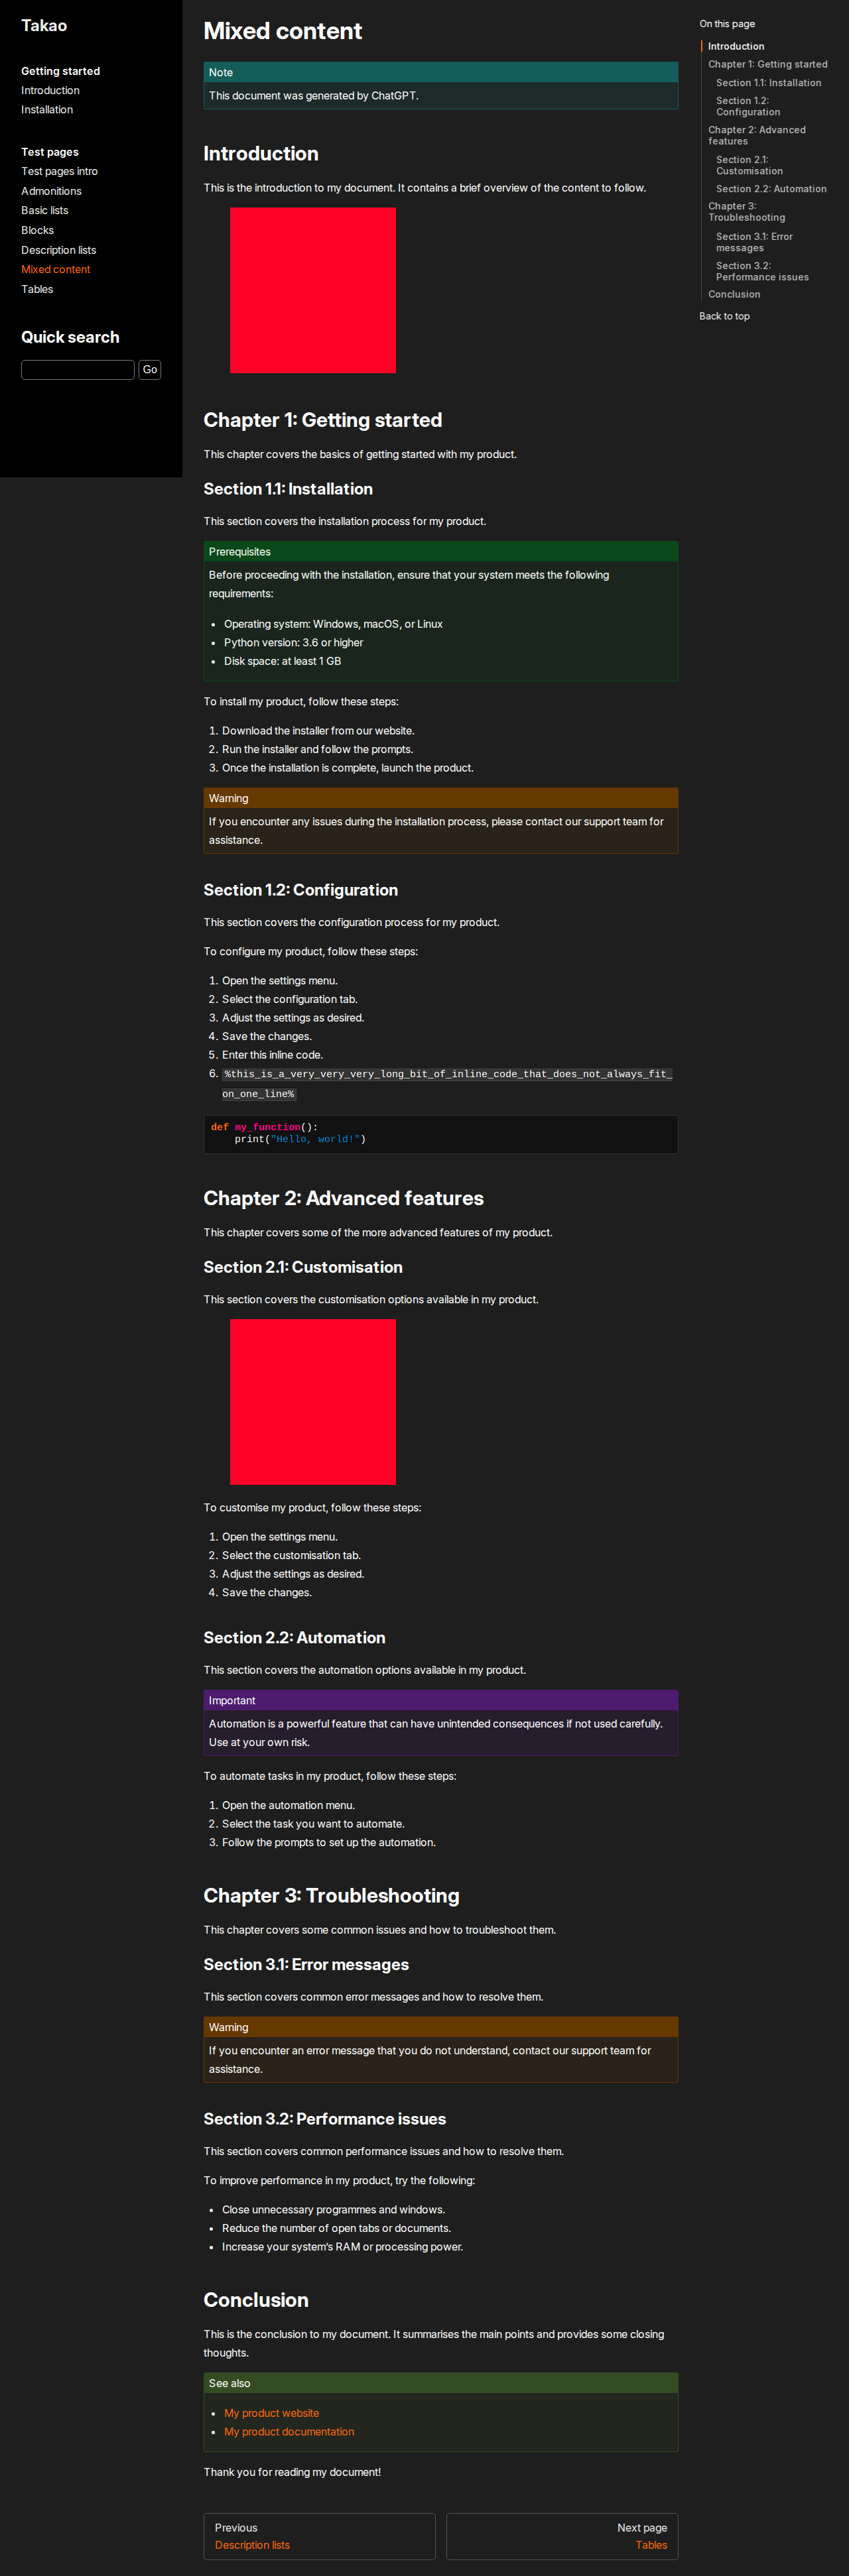 Takao
Getting started
Introduction
Installation
Test pages
Test pages intro
Admonitions
Basic lists
Blocks
Description lists
Mixed content
Tables
Quick search
Go
Mixed content
Note
This document was generated by ChatGPT.
Introduction
This is the introduction to my document. It contains a brief overview of the content to follow.
Chapter 1: Getting started
This chapter covers the basics of getting started with my product.
Section 1.1: Installation
This section covers the installation process for my product.
Prerequisites
Before proceeding with the installation, ensure that your system meets the following
requirements:
• Operating system: Windows, macOS, or Linux
• Python version: 3.6 or higher
• Disk space: at least 1 GB
To install my product, follow these steps:
1. Download the installer from our website.
2. Run the installer and follow the prompts.
3. Once the installation is complete, launch the product.
Warning
If you encounter any issues during the installation process, please contact our support team for
assistance.
Section 1.2: Configuration
This section covers the configuration process for my product.
To configure my product, follow these steps:
1. Open the settings menu.
2. Select the configuration tab.
3. Adjust the settings as desired.
4. Save the changes.
5. Enter this inline code.
6. %this_is_a_very_very_very_long_bit_of_inline_code_that_does_not_always_fit_
on_one_line%
def my_function():
    print("Hello, world!")
Chapter 2: Advanced features
This chapter covers some of the more advanced features of my product.
Section 2.1: Customisation
This section covers the customisation options available in my product.
To customise my product, follow these steps:
1. Open the settings menu.
2. Select the customisation tab.
3. Adjust the settings as desired.
4. Save the changes.
Section 2.2: Automation
This section covers the automation options available in my product.
Important
Automation is a powerful feature that can have unintended consequences if not used carefully.
Use at your own risk.
To automate tasks in my product, follow these steps:
1. Open the automation menu.
2. Select the task you want to automate.
3. Follow the prompts to set up the automation.
Chapter 3: Troubleshooting
This chapter covers some common issues and how to troubleshoot them.
Section 3.1: Error messages
This section covers common error messages and how to resolve them.
Warning
If you encounter an error message that you do not understand, contact our support team for
assistance.
Section 3.2: Performance issues
This section covers common performance issues and how to resolve them.
To improve performance in my product, try the following:
• Close unnecessary programmes and windows.
• Reduce the number of open tabs or documents.
• Increase your system's RAM or processing power.
Conclusion
This is the conclusion to my document. It summarises the main points and provides some closing
thoughts.
See also
• My product website
• My product documentation
Thank you for reading my document!
Previous
Description lists
Next page
Tables
On this page
Introduction
Chapter 1: Getting started
Section 1.1: Installation
Section 1.2:
Configuration
Chapter 2: Advanced
features
Section 2.1:
Customisation
Section 2.2: Automation
Chapter 3:
Troubleshooting
Section 3.1: Error
messages
Section 3.2:
Performance issues
Conclusion
Back to top